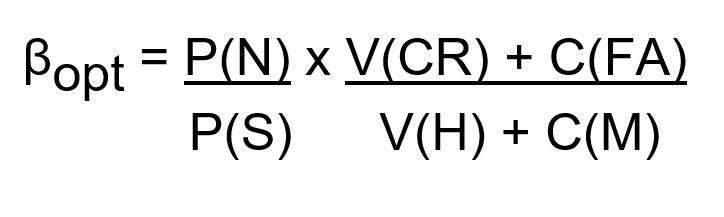 βopt = P(N) x V(CR) + C(FA)
P(S) V(H) + C(M)